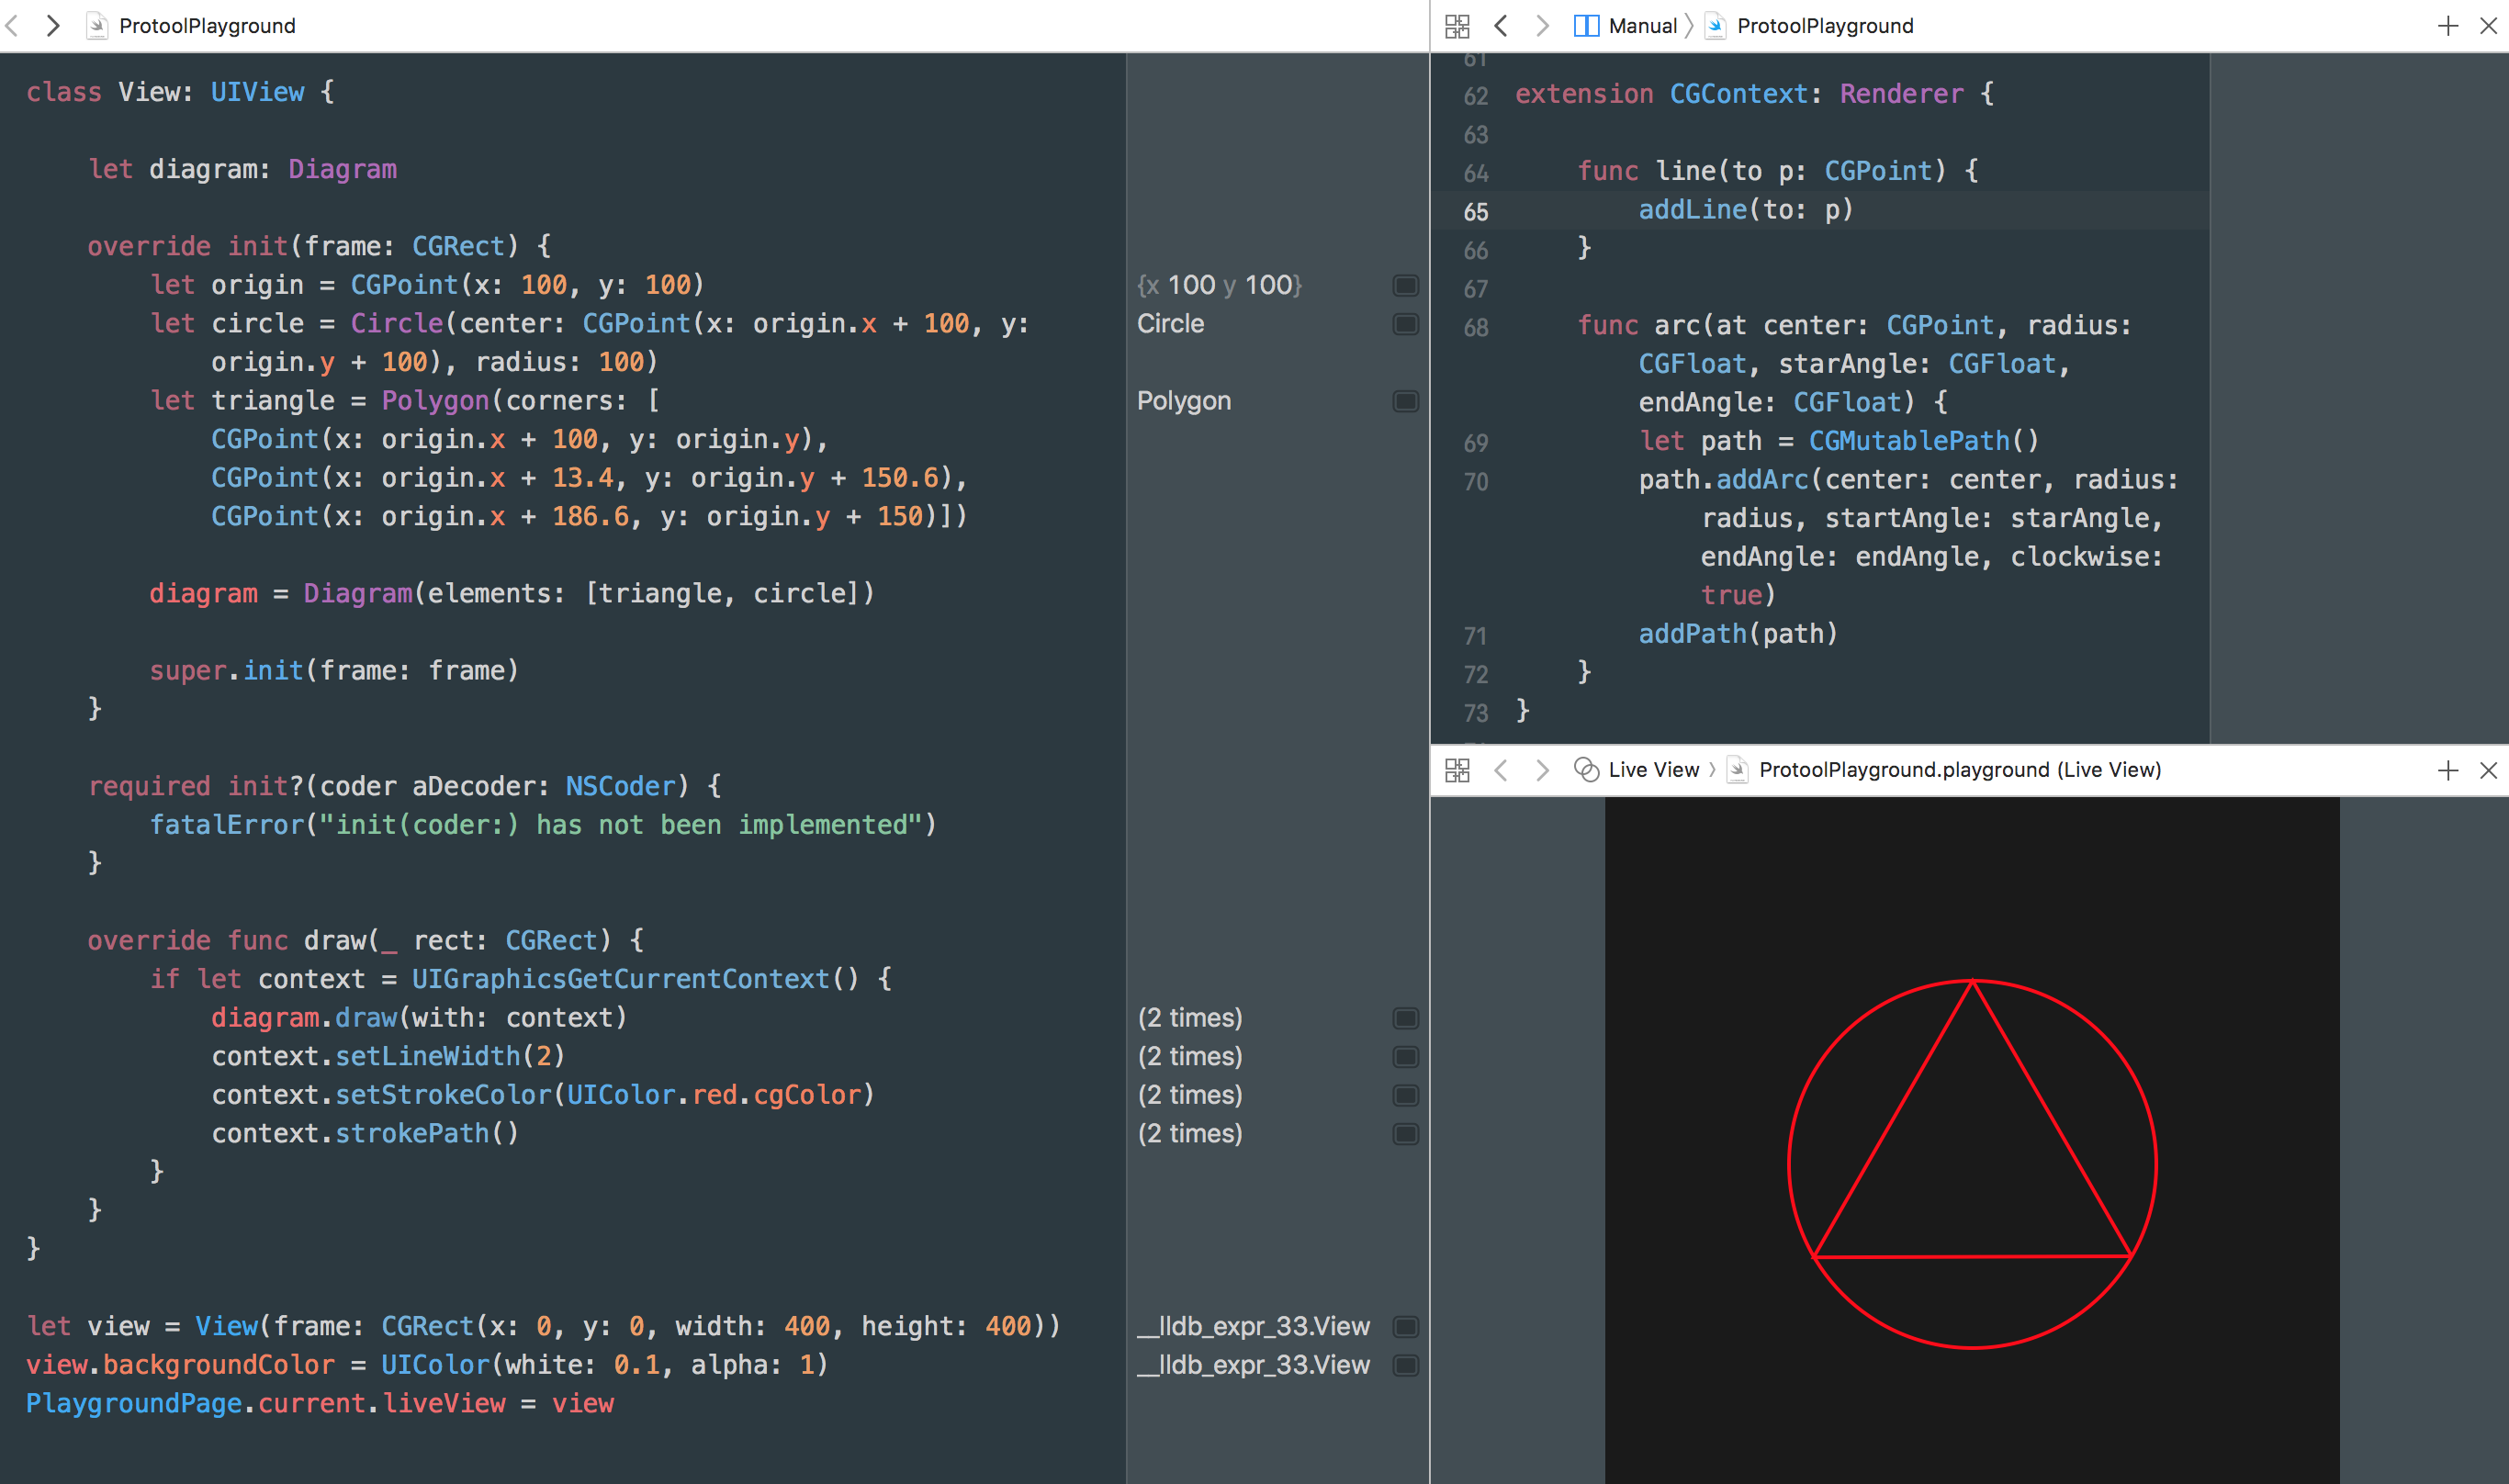 ProtoolPlayground
class View: UIView {
let diagram: Diagram
override init(frame: CGRect) {
let origin = CGPoint(x: 100, y: 100)
let circle = Circle(center: CGPoint(x: origin.x + 100, y:
origin.y + 100), radius: 100)
let triangle = Polygon(corners: [
CGPoint(x: origin.x + 100, y: origin.y),
CGPoint(x: origin.x + 13.4, y: origin.y + 150.6),
CGPoint(x: origin.x + 186.6, y: origin.y + 150)])
diagram = Diagram(elements: [triangle, circle])
super.init(frame: frame)
}
required init?(coder aDecoder: NSCoder) {
fatalError("init(coder:) has not been implemented")
}
override func draw(_ rect: CGRect) {
if let context = UIGraphicsGetCurrentContext() {
diagram.draw(with: context)
context.setLineWidth(2)
context.setStrokeColor(UIColor.red.cgColor)
context.strokePath()
}
}
}
let view = View(frame: CGRect(x: 0, y: 0, width: 400, height: 400))
view.backgroundColor = UIColor(white: 0.1, alpha: 1)
PlaygroundPage.current.liveView = view
{x 100 y 100}
Circle
Polygon
(2 times)
(2 times)
(2 times)
(2 times)
__lldb_expr_33.View
__lldb_expr_33.View
Manual 〉 ProtoolPlayground
61
62 extension CGContext: Renderer {
63
64 func line(to p: CGPoint) {
65 addLine(to: p)
66 }
67
68 func arc(at center: CGPoint, radius:
CGFloat, starAngle: CGFloat,
endAngle: CGFloat) {
69 let path = CGMutablePath()
70 path.addArc(center: center, radius:
radius, startAngle: starAngle,
endAngle: endAngle, clockwise:
true)
71 addPath(path)
72 }
73 }
Live View 〉 ProtoolPlayground.playground (Live View)